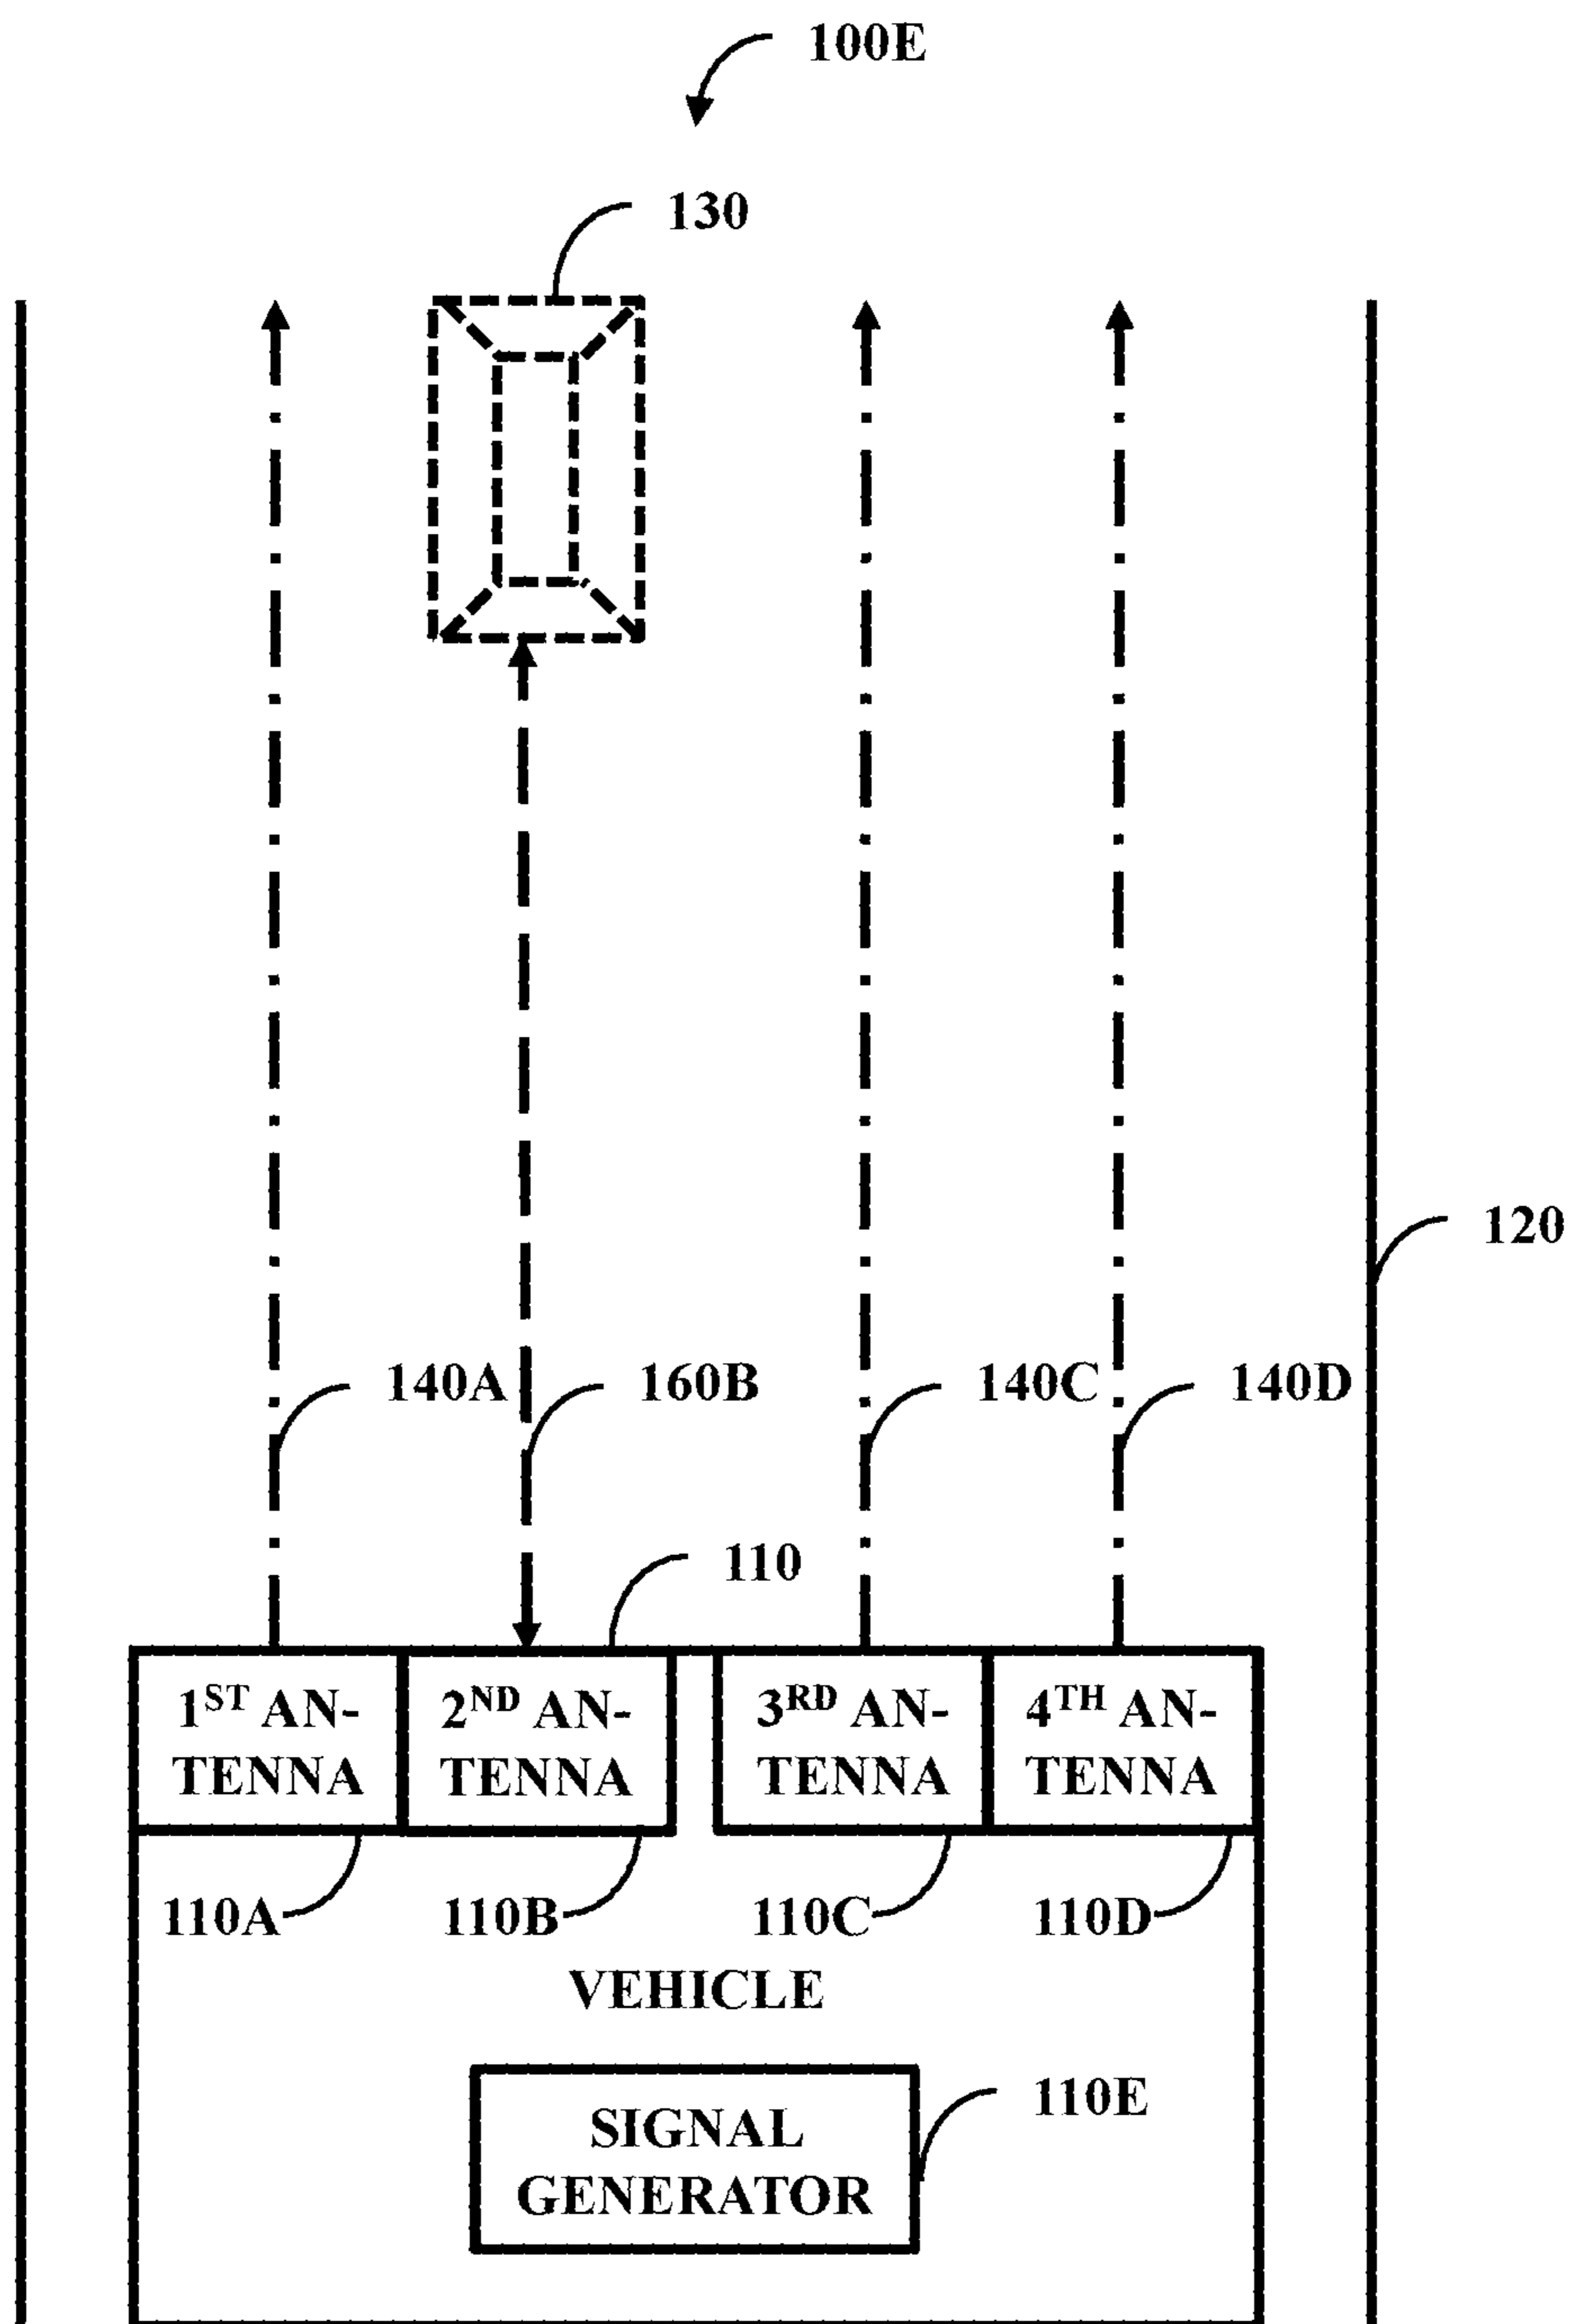 100E
130
120
140A 160B 140C 140D
110
1ST AN-
TENNA
2ND AN-
TENNA
3RD AN-
TENNA
4TH AN-
TENNA
110A 110B 110C 110D
VEHICLE
SIGNAL
GENERATOR
110E